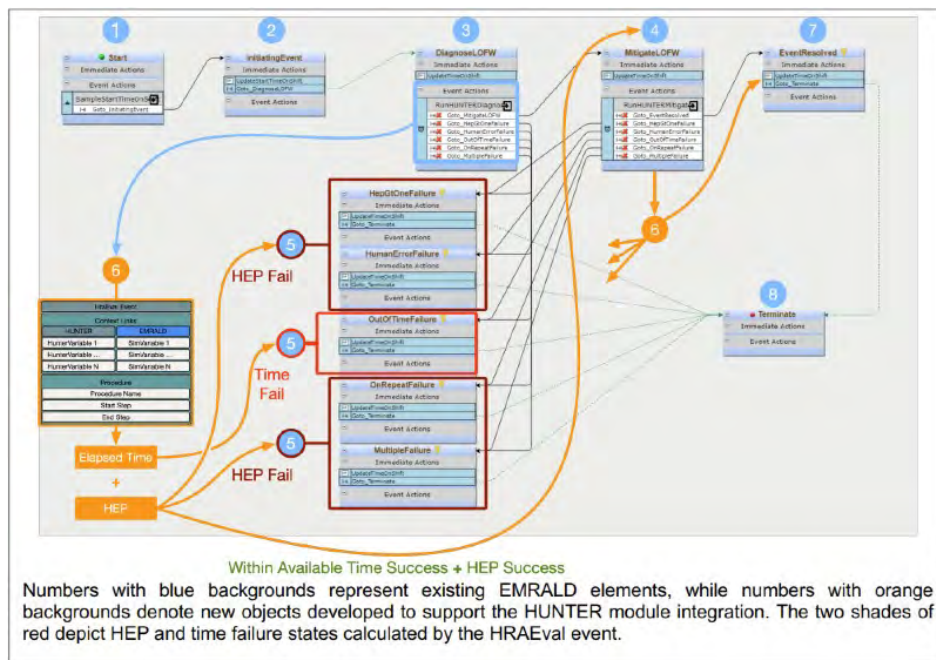 1
2
3
4
7
Start
Immediate Actions
Event Actions
Goto_InitiatingEvent
InitiatingEvent
Immediate Actions
UpdateStartTimeOnShift
Goto_DiagnoseLOFW
Event Actions
DiagnoseLOFW
Immediate Actions
UpdateTimeOnShift
Event Actions
Goto_MitigateLOFW
Goto_HepGtOneFailure
Goto_HumanErrorFailure
Goto_OutOfTimeFailure
Goto_OnRepeatFailure
Goto_MultipleFailure
MitigateLOFW
Immediate Actions
UpdateTimeOnShift
Event Actions
Goto_EventResolved
Goto_HepGtOneFailure
Goto_HumanErrorFailure
Goto_OutOfTimeFailure
Goto_OnRepeatFailure
Goto_MultipleFailure
EventResolved
Immediate Actions
UpdateTimeOnShift
Goto_Terminate
Event Actions
HepGtOneFailure
Immediate Actions
UpdateTimeOnShift
Goto_Terminate
Event Actions
5
HEP Fail
HumanErrorFailure
Immediate Actions
UpdateTimeOnShift
Goto_Terminate
Event Actions
6
6
OutOfTimeFailure
Immediate Actions
UpdateTimeOnShift
Goto_Terminate
Event Actions
5
Time
Fail
8
Terminate
Immediate Actions
Event Actions
Context Links
HUNTER EMRALD
HunterVariable 1 SimVariable 1
HunterVariable ... SimVariable ...
HunterVariable N SimVariable N
Procedure
Procedure Name
Start Step
End Step
OnRepeatFailure
Immediate Actions
UpdateTimeOnShift
Goto_Terminate
Event Actions
5
HEP Fail
MultipleFailure
Immediate Actions
UpdateTimeOnShift
Goto_Terminate
Event Actions
Elapsed Time
+
HEP
Within Available Time Success + HEP Success
Numbers with blue backgrounds represent existing EMRALD elements, while numbers with orange
backgrounds denote new objects developed to support the HUNTER module integration. The two shades of
red depict HEP and time failure states calculated by the HRAEval event.